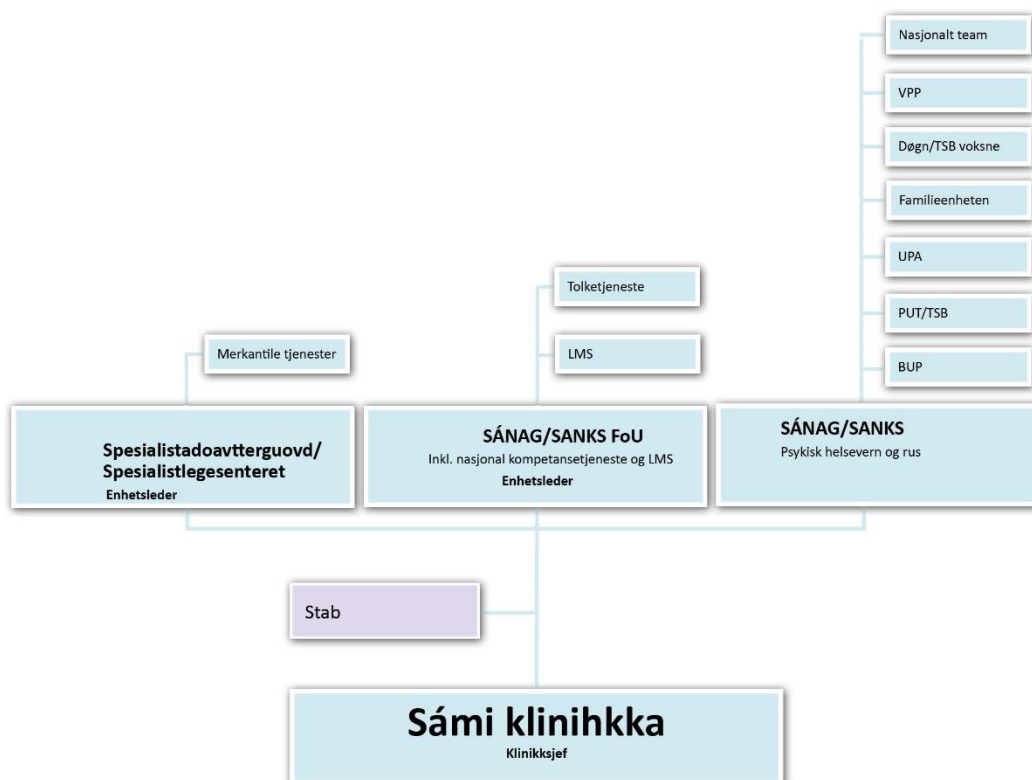 Nasjonalt team
VPP
Døgn/TSB voksne
Familieenheten
UPA
Tolketjeneste
PUT/TSB
Merkantile tjenester
LMS
BUP
Spesialistadoavtterguovd/
Spesialistlegesenteret
Enhetsleder
SÁNAG/SANKS FoU
Inkl. nasjonal kompetansetjeneste og LMS
Enhetsleder
SÁNAG/SANKS
Psykisk helsevern og rus
Stab
Sámi klinihkka
Klinikksjef